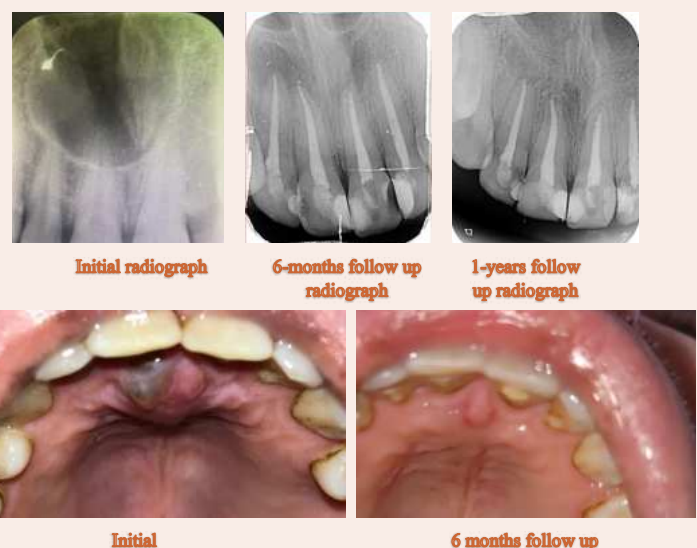 Initial radiograph
6-months follow up
radiograph
1-years follow
up radiograph
Initial
6 months follow up